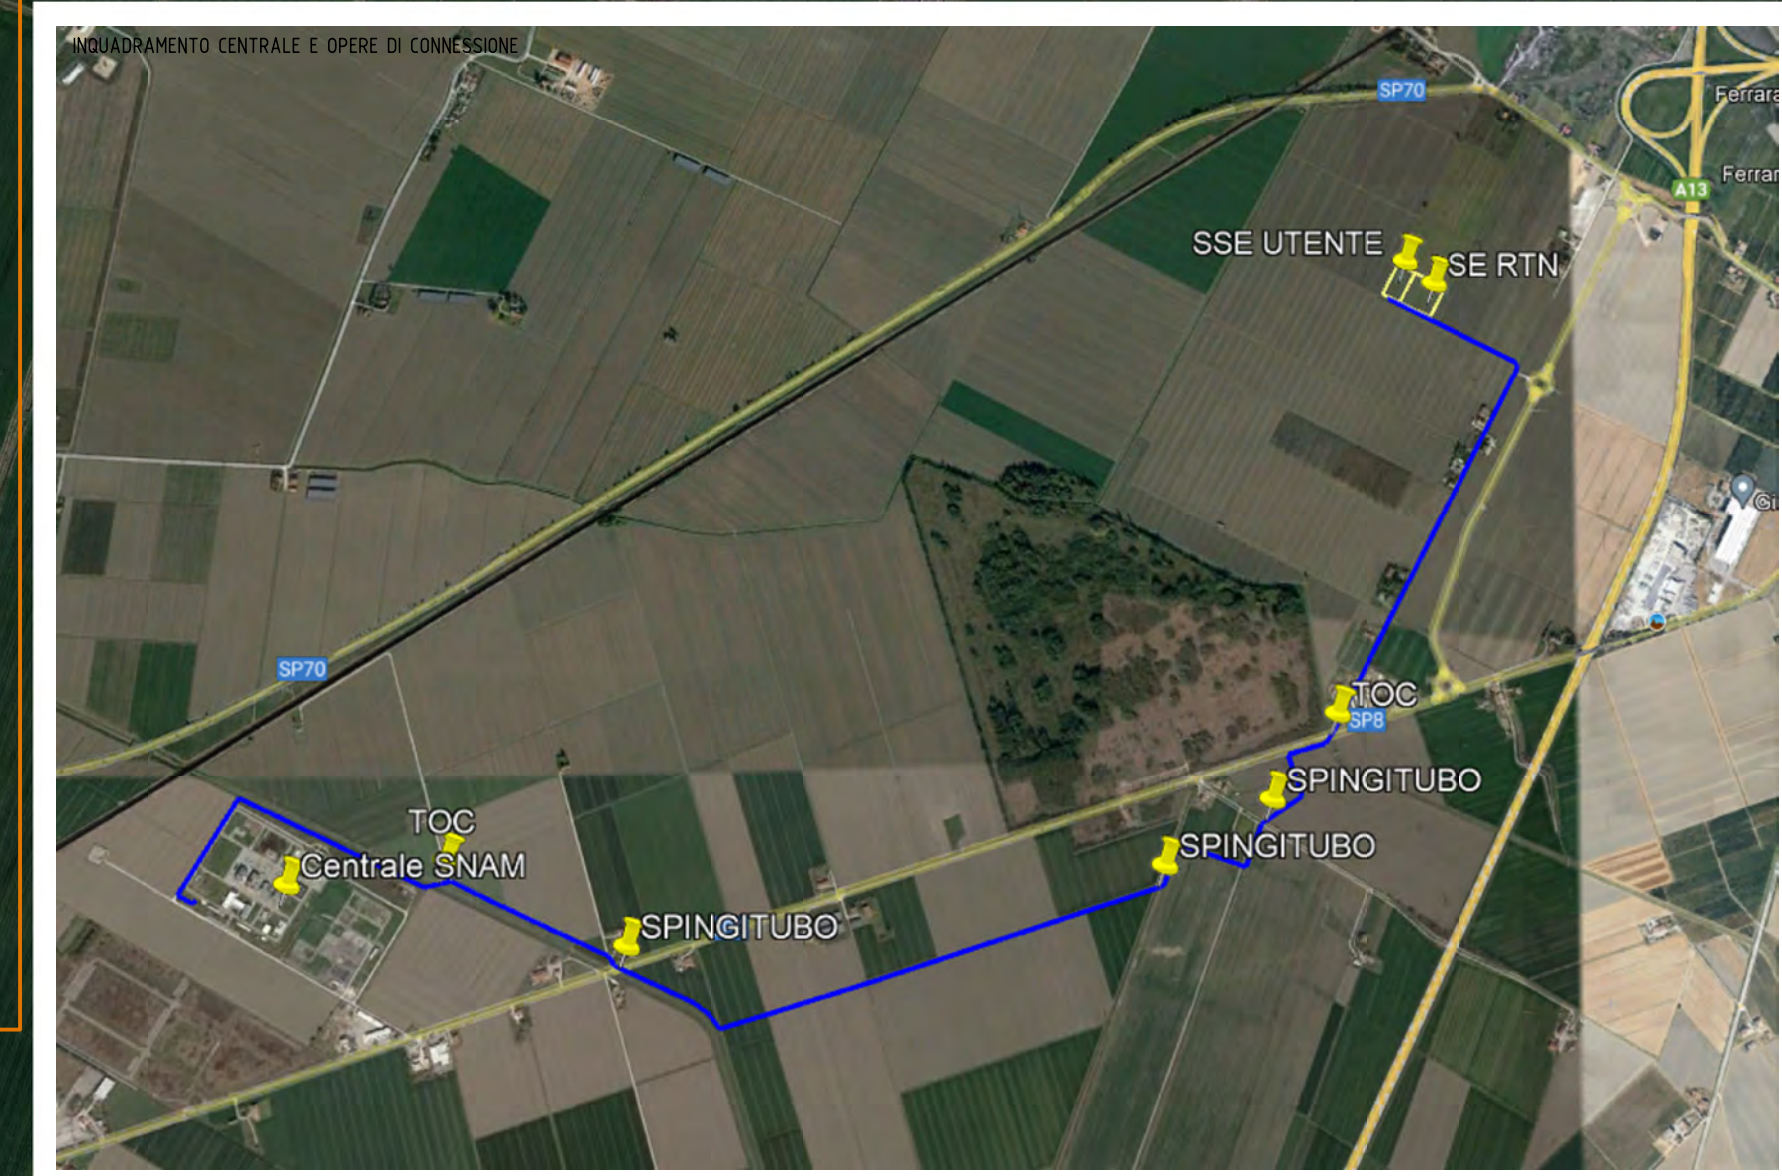 INQUADRAMENTO CENTRALE E OPERE DI CONNESSIONE
SP70
Ferrara
Ferrar
A13
SSE UTENTE
SE RTN
Gi
SP70
TOC
SP8
SPINGITUBO
TOC
SPINGITUBO
Centrale SNAM
SPINGITUBO